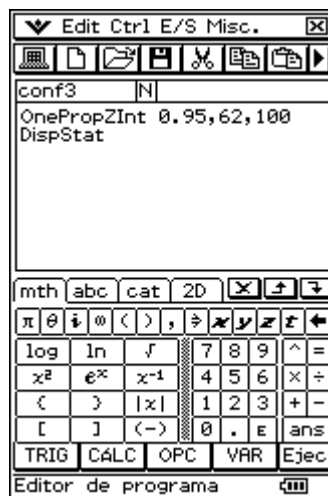 Edit Ctrl E/S Misc.
conf3 N
OnePropZInt 0.95,62,100
DispStat
mth abc cat 2D
π θ i ∞ ( ) , ⇒ x y z t ←
log ln √ 7 8 9 ^ =
x² eˣ x⁻¹ 4 5 6 × ÷
( ) |x| 1 2 3 + −
[ ] (−) 0 . E ans
TRIG CALC OPC VAR Ejec
Editor de programa